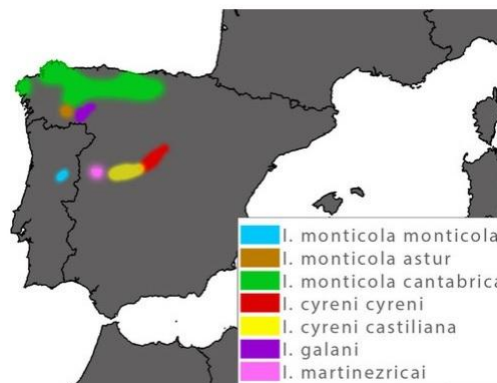 I. monticola monticola
I. monticola astur
I. monticola cantabrica
I. cyreni cyreni
I. cyreni castiliana
I. galani
I. martinezricai